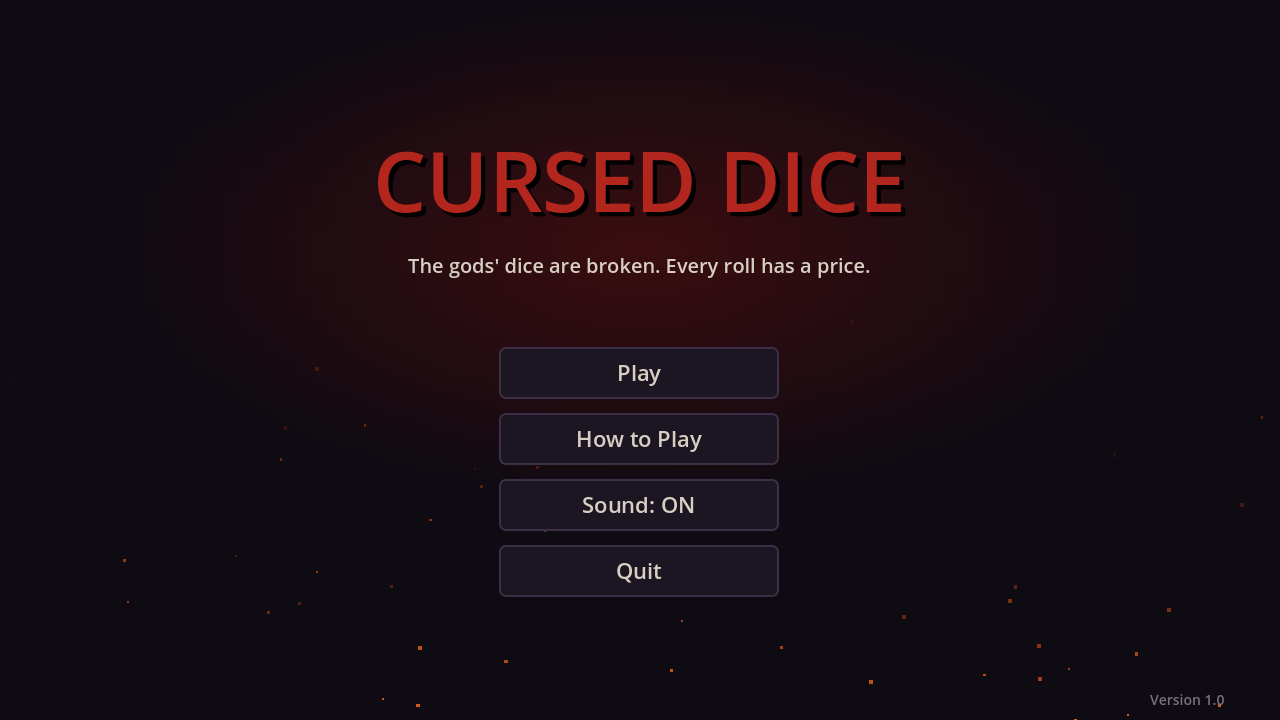 CURSED DICE
The gods' dice are broken. Every roll has a price.
Play
How to Play
Sound: ON
Quit
Version 1.0